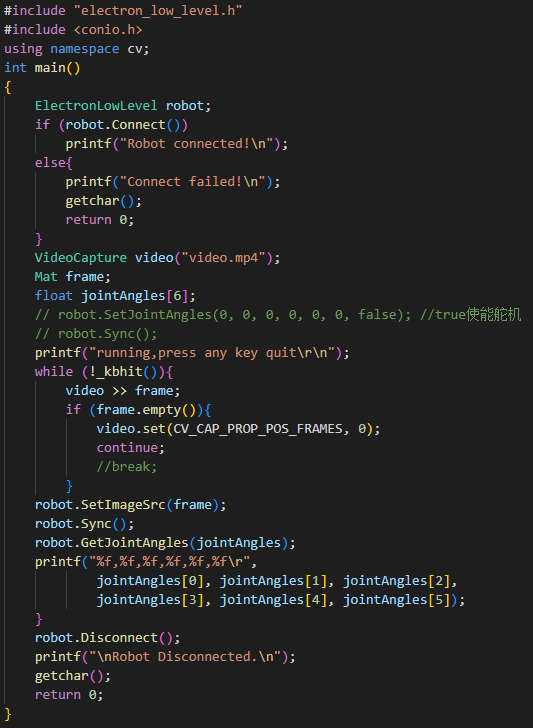 #include "electron_low_level.h"
#include <conio.h>
using namespace cv;
int main()
{
    ElectronLowLevel robot;
    if (robot.Connect())
        printf("Robot connected!\n");
    else{
        printf("Connect failed!\n");
        getchar();
        return 0;
    }
    VideoCapture video("video.mp4");
    Mat frame;
    float jointAngles[6];
    // robot.SetJointAngles(0, 0, 0, 0, 0, 0, false); //true使能舵机
    // robot.Sync();
    printf("running,press any key quit\r\n");
    while (!_kbhit()){
        video >> frame;
        if (frame.empty()){
            video.set(CV_CAP_PROP_POS_FRAMES, 0);
            continue;
            //break;
        }
    robot.SetImageSrc(frame);
    robot.Sync();
    robot.GetJointAngles(jointAngles);
    printf("%f,%f,%f,%f,%f,%f\r",
            jointAngles[0], jointAngles[1], jointAngles[2],
            jointAngles[3], jointAngles[4], jointAngles[5]);
    }
    robot.Disconnect();
    printf("\nRobot Disconnected.\n");
    getchar();
    return 0;
}